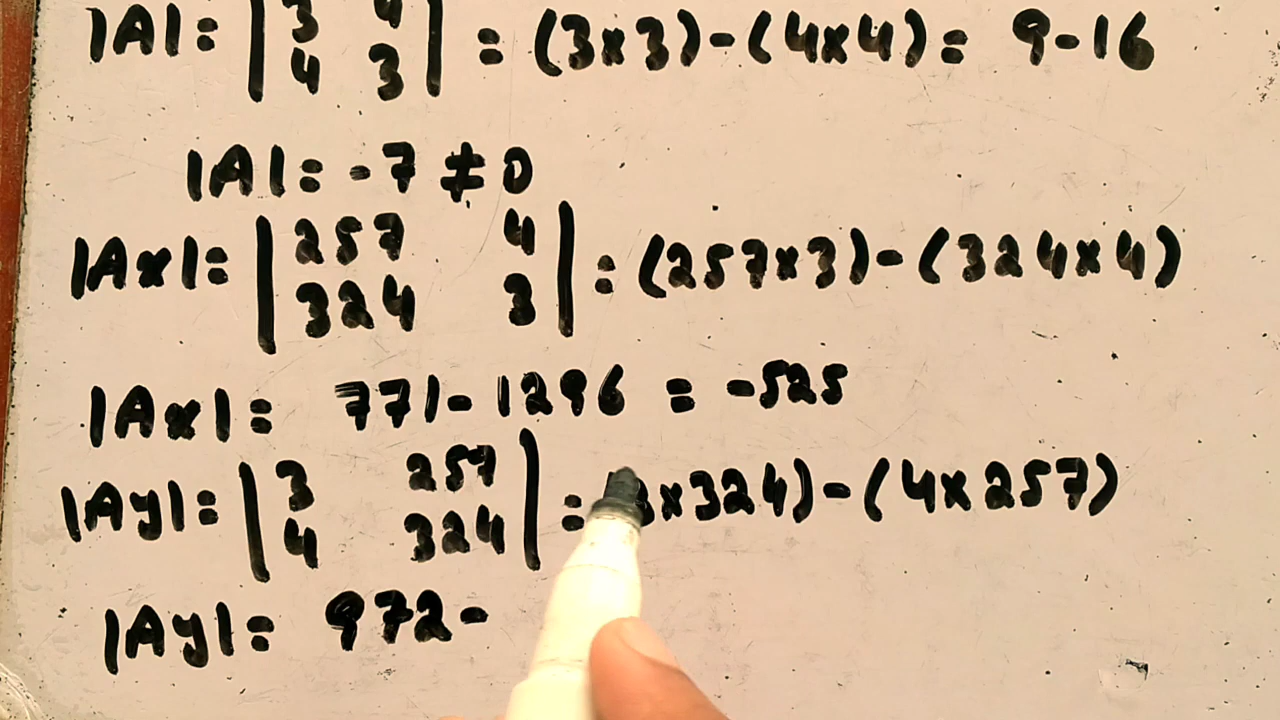 |A|= |3 4| = (3x3)-(4x4)= 9-16
|4 3|
|A|= -7 ≠ 0
|Ax|= |257 4| = (257x3)-(324x4)
|324 3|
|Ax|= 771-1296 = -525
|Ay|= |3 257| = 3x324)-(4x257)
|4 324|
|Ay|= 972-